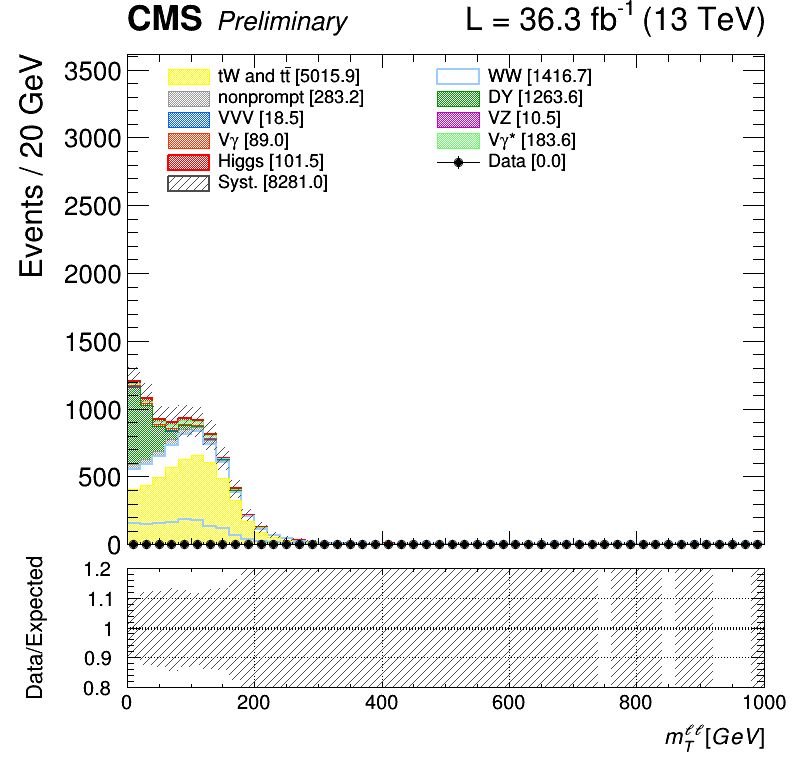 CMS Preliminary L = 36.3 fb⁻¹ (13 TeV)
Events / 20 GeV
3500
3000
2500
2000
1500
1000
500
0
tW and tt̄ [5015.9]
nonprompt [283.2]
VVV [18.5]
Vγ [89.0]
Higgs [101.5]
Syst. [8281.0]
WW [1416.7]
DY [1263.6]
VZ [10.5]
Vγ* [183.6]
Data [0.0]
Data/Expected
1.2
1.1
1
0.9
0.8
0 200 400 600 800 1000
m_T^{ℓℓ}[GeV]